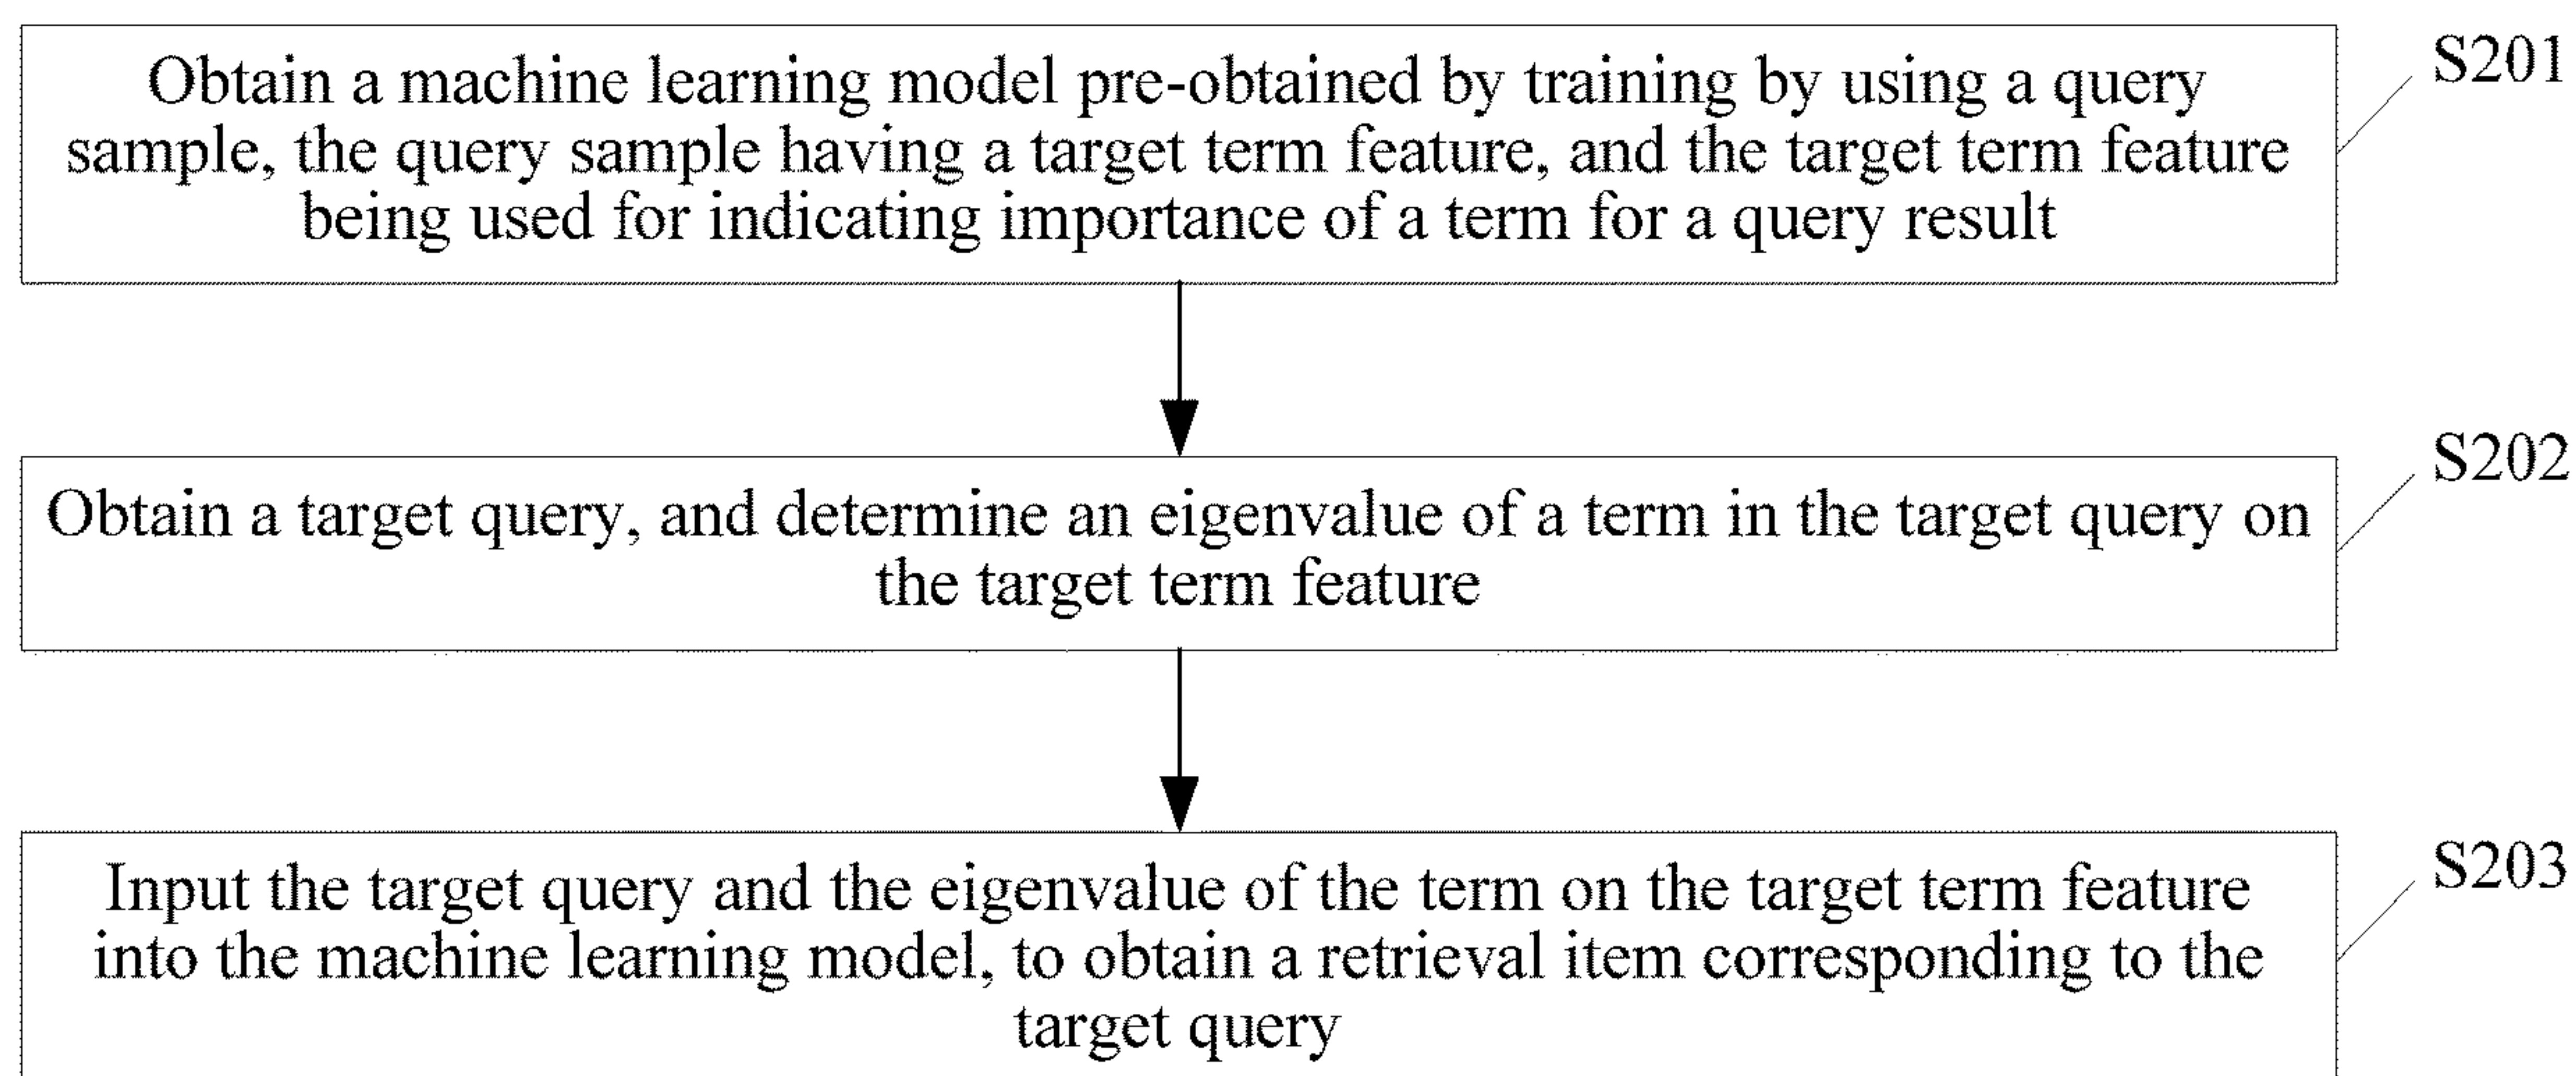 Obtain a machine learning model pre-obtained by training by using a query
sample, the query sample having a target term feature, and the target term feature
being used for indicating importance of a term for a query result
S201
Obtain a target query, and determine an eigenvalue of a term in the target query on
the target term feature
S202
Input the target query and the eigenvalue of the term on the target term feature
into the machine learning model, to obtain a retrieval item corresponding to the
target query
S203